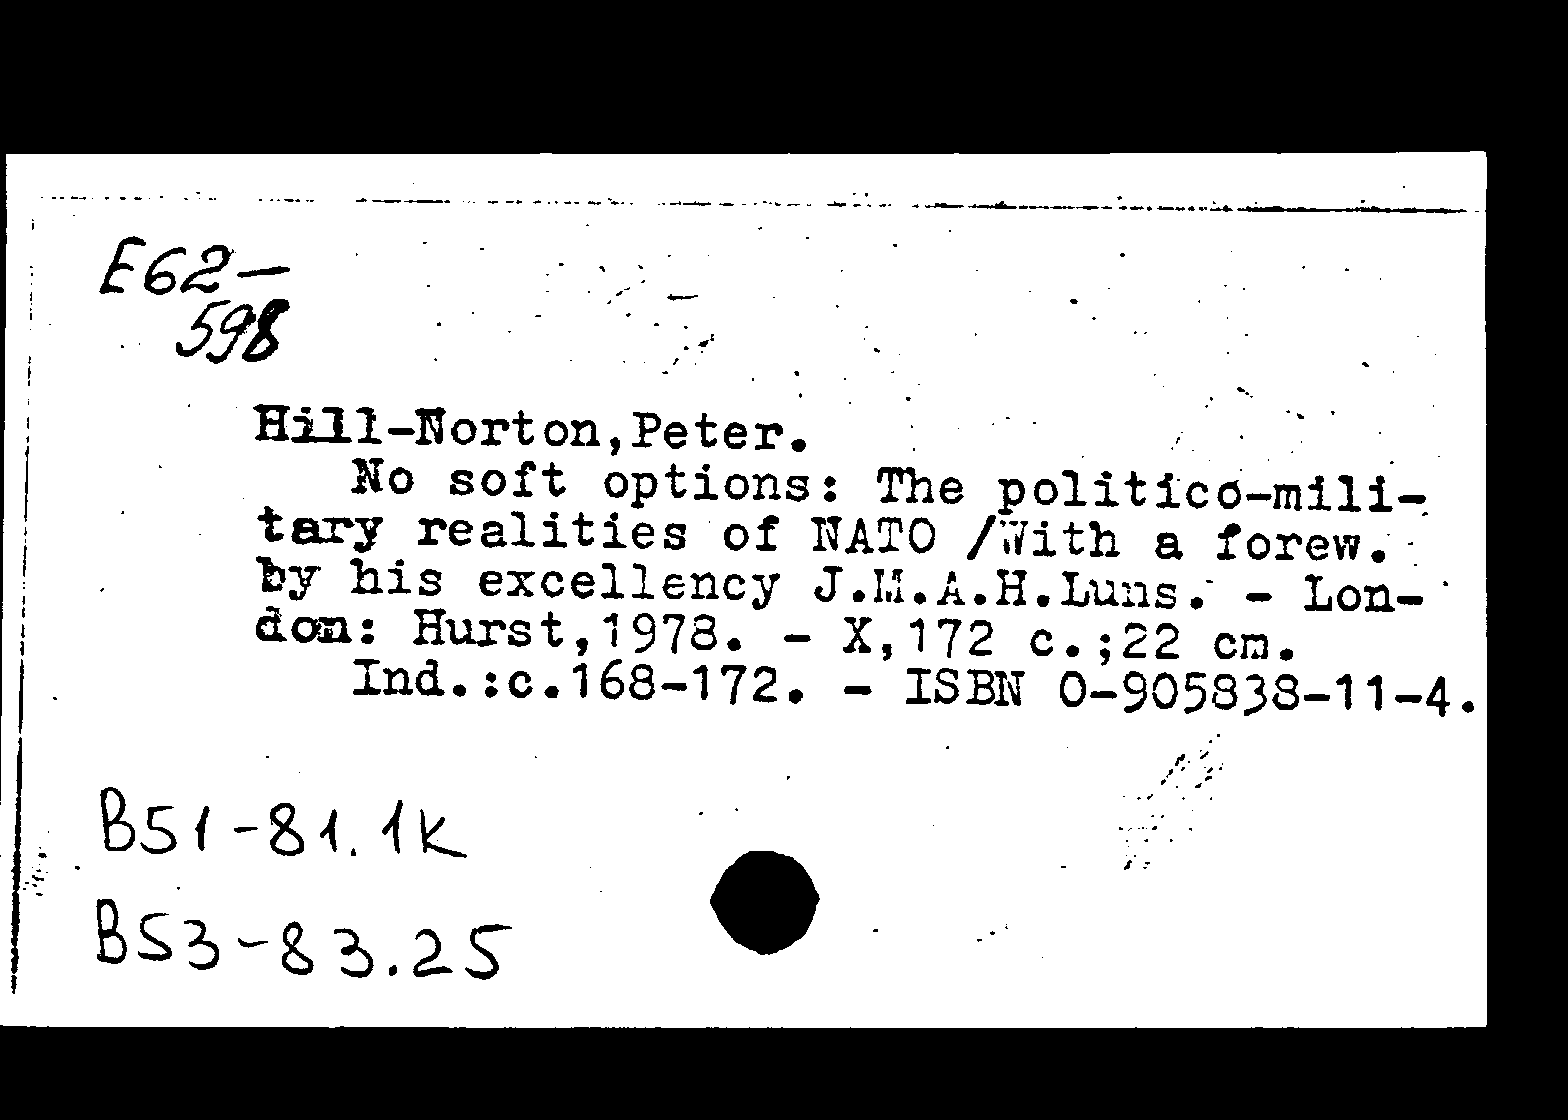 E62-
598
Hill-Norton,Peter.
No soft options: The politico-mili-
tary realities of NATO /With a forew.
by his excellency J.M.A.H.Luns. - Lon-
don: Hurst,1978. - X,172 c.;22 cm.
Ind.:c.168-172. - ISBN 0-905838-11-4.
B51-81.1K
B53-83.25